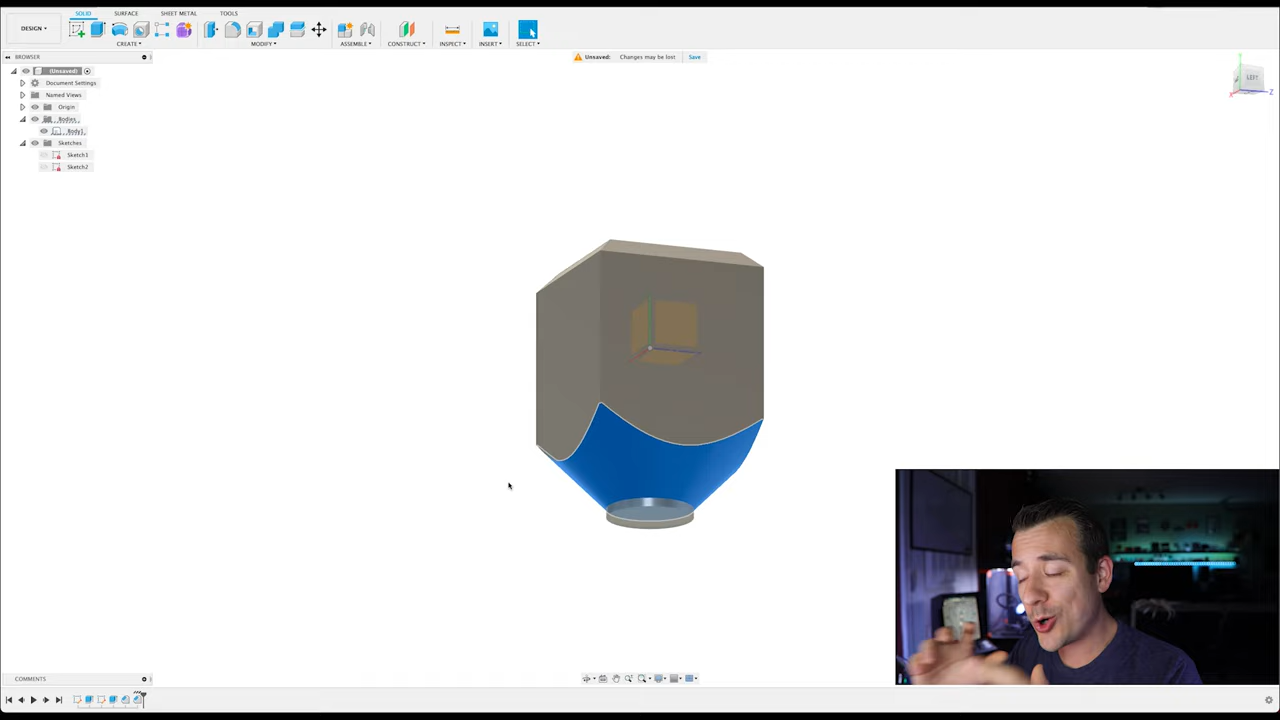 SOLID SURFACE SHEET METAL TOOLS
DESIGN
CREATE MODIFY ASSEMBLE CONSTRUCT INSPECT INSERT SELECT
BROWSER
Unsaved: Changes may be lost Save
(Unsaved)
Document Settings
Named Views
Origin
Bodies
Body1
Sketches
Sketch1
Sketch2
LEFT
X
Z
COMMENTS